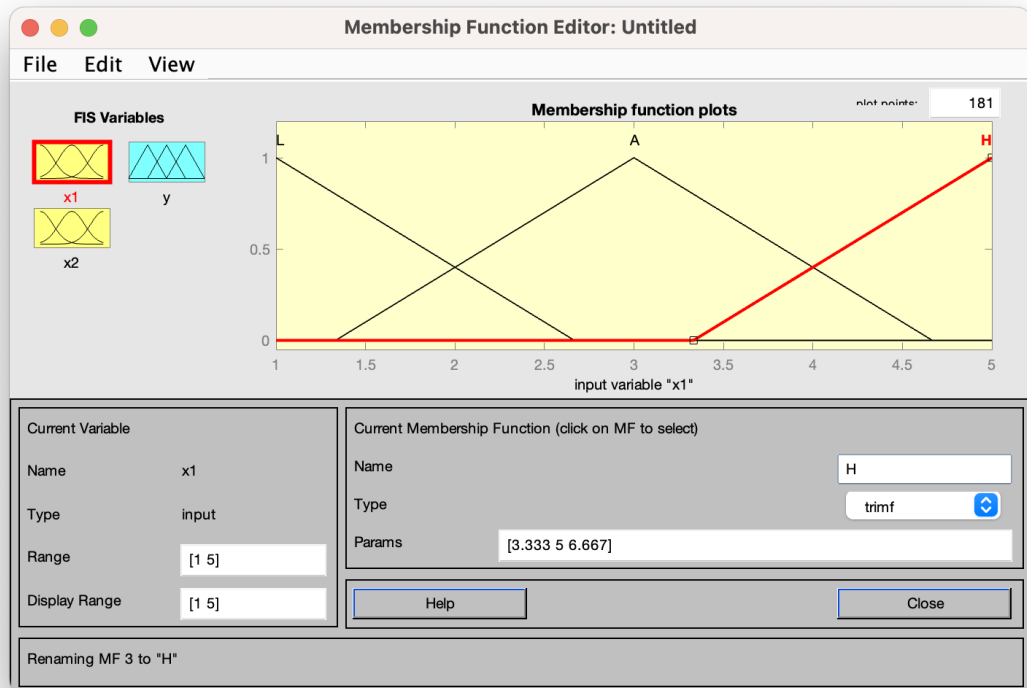 Membership Function Editor: Untitled
File Edit View
FIS Variables
x1
y
x2
Membership function plots
plot points:
181
L
A
H
1
0.5
0
1 1.5 2 2.5 3 3.5 4 4.5 5
input variable "x1"
Current Variable
Name x1
Type input
Range [1 5]
Display Range [1 5]
Current Membership Function (click on MF to select)
Name H
Type trimf
Params [3.333 5 6.667]
Help Close
Renaming MF 3 to "H"